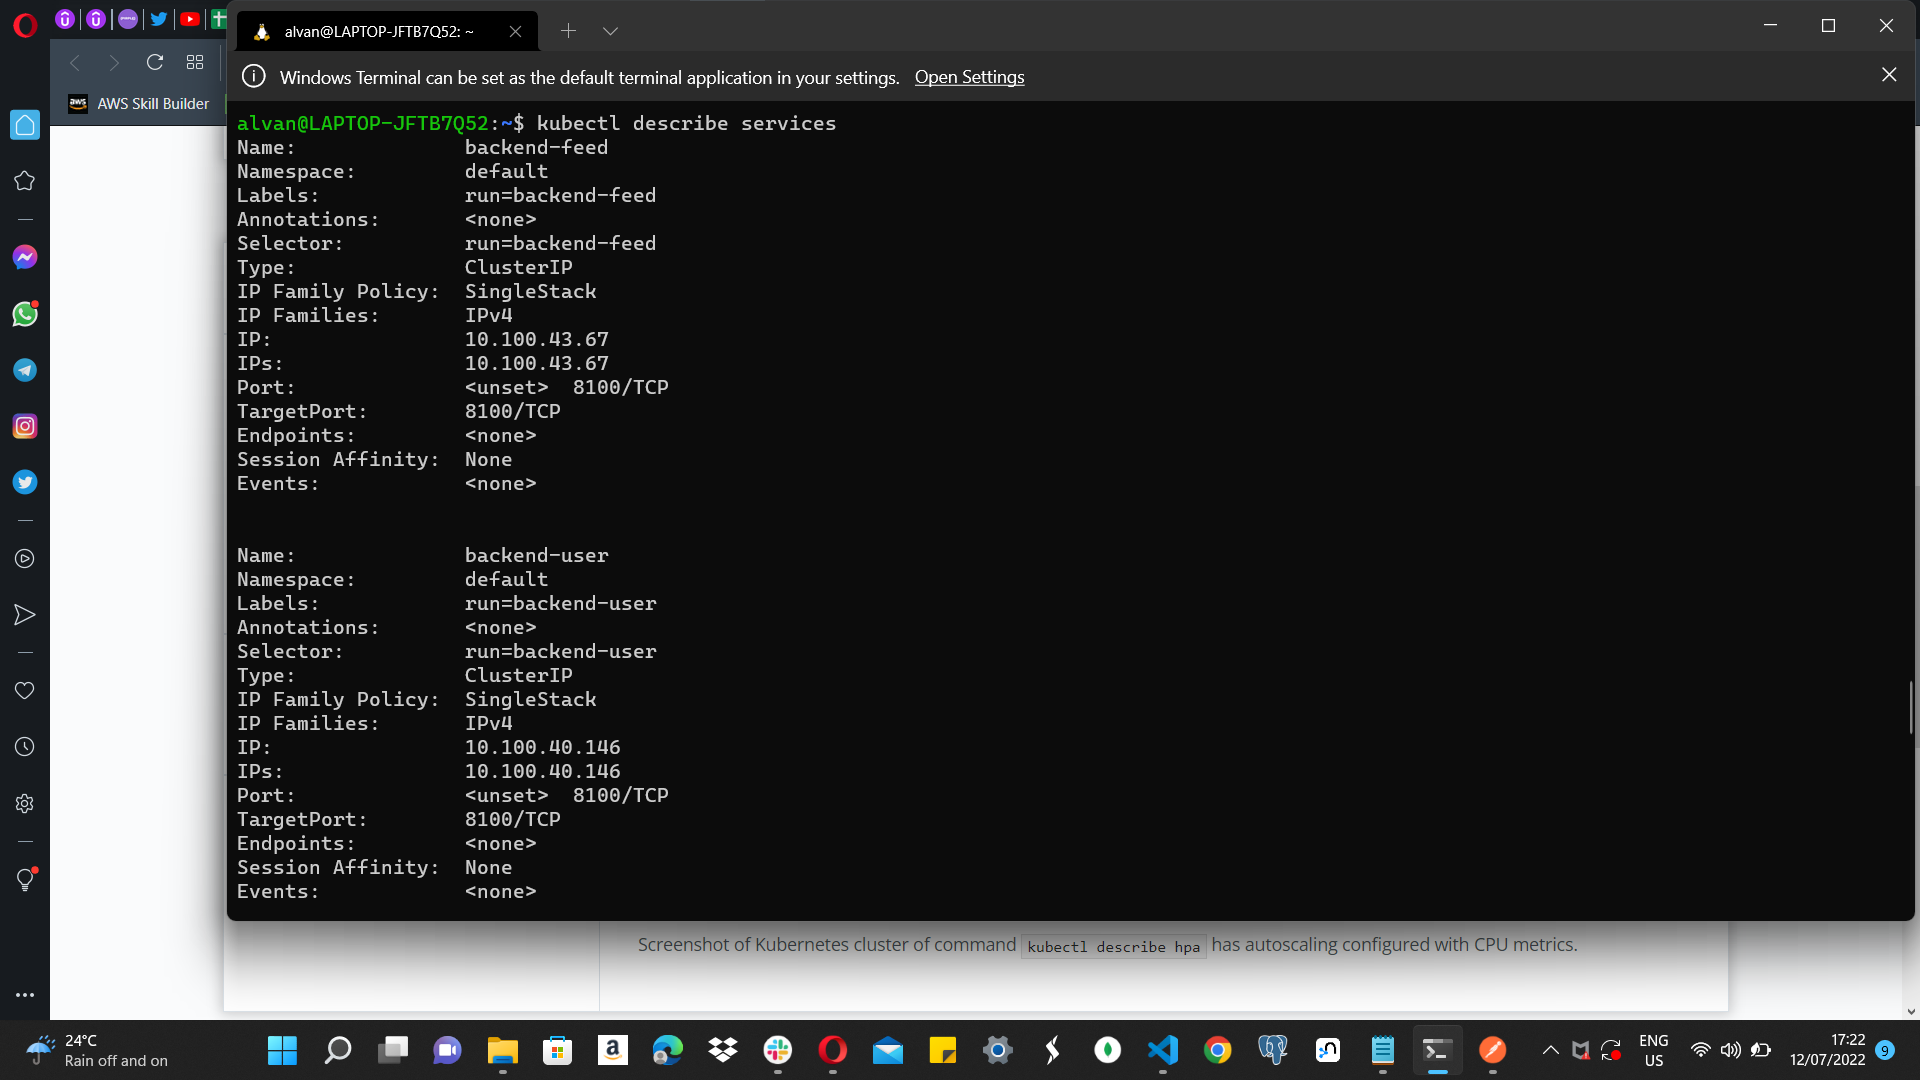 alvan@LAPTOP-JFTB7Q52: ~
Windows Terminal can be set as the default terminal application in your settings. Open Settings
aws AWS Skill Builder
alvan@LAPTOP-JFTB7Q52:~$ kubectl describe services
Name: backend-feed
Namespace: default
Labels: run=backend-feed
Annotations: <none>
Selector: run=backend-feed
Type: ClusterIP
IP Family Policy: SingleStack
IP Families: IPv4
IP: 10.100.43.67
IPs: 10.100.43.67
Port: <unset> 8100/TCP
TargetPort: 8100/TCP
Endpoints: <none>
Session Affinity: None
Events: <none>
Name: backend-user
Namespace: default
Labels: run=backend-user
Annotations: <none>
Selector: run=backend-user
Type: ClusterIP
IP Family Policy: SingleStack
IP Families: IPv4
IP: 10.100.40.146
IPs: 10.100.40.146
Port: <unset> 8100/TCP
TargetPort: 8100/TCP
Endpoints: <none>
Session Affinity: None
Events: <none>
Screenshot of Kubernetes cluster of command kubectl describe hpa has autoscaling configured with CPU metrics.
24°C
Rain off and on
ENG
US
17:22
12/07/2022
9